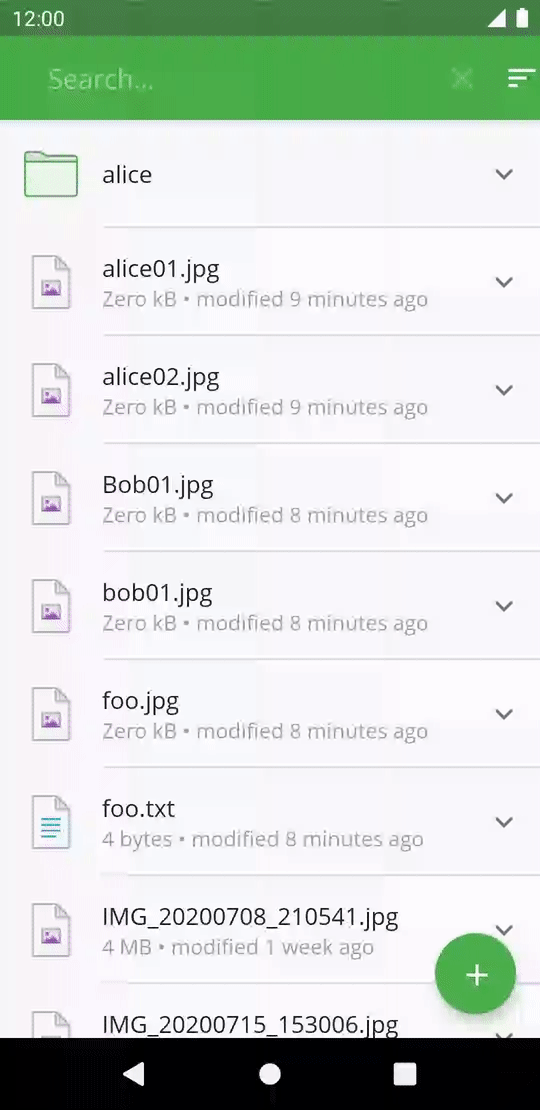 12:00
Search...
alice
alice01.jpg
Zero kB • modified 9 minutes ago
alice02.jpg
Zero kB • modified 9 minutes ago
Bob01.jpg
Zero kB • modified 8 minutes ago
bob01.jpg
Zero kB • modified 8 minutes ago
foo.jpg
Zero kB • modified 8 minutes ago
foo.txt
4 bytes • modified 8 minutes ago
IMG_20200708_210541.jpg
4 MB • modified 1 week ago
IMG_20200715_153006.jpg